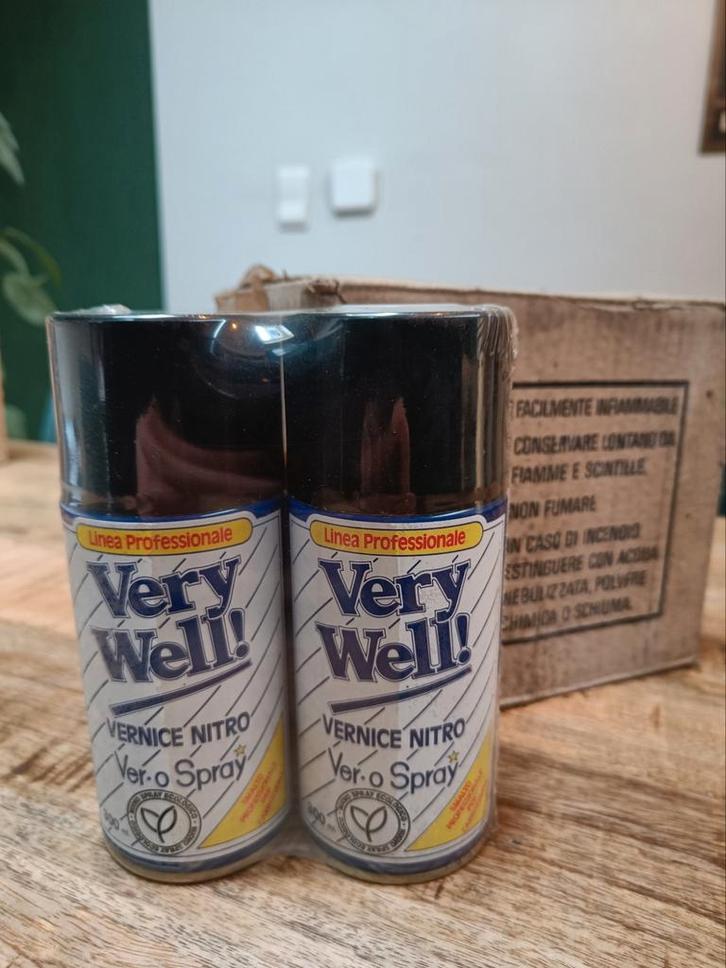 Linea Professionale
Very
Well!
VERNICE NITRO
Ver.o Spray
Linea Professionale
Very
Well!
VERNICE NITRO
Ver.o Spray
FACILMENTE INFIAMMABILE
CONSERVARE LONTANO DA
FIAMME E SCINTILLE.
NON FUMARE
IN CASO DI INCENDIO
ESTINGUERE CON ACQUA
NEBULIZZATA, POLVERE
CHIMICA O SCHIUMA.